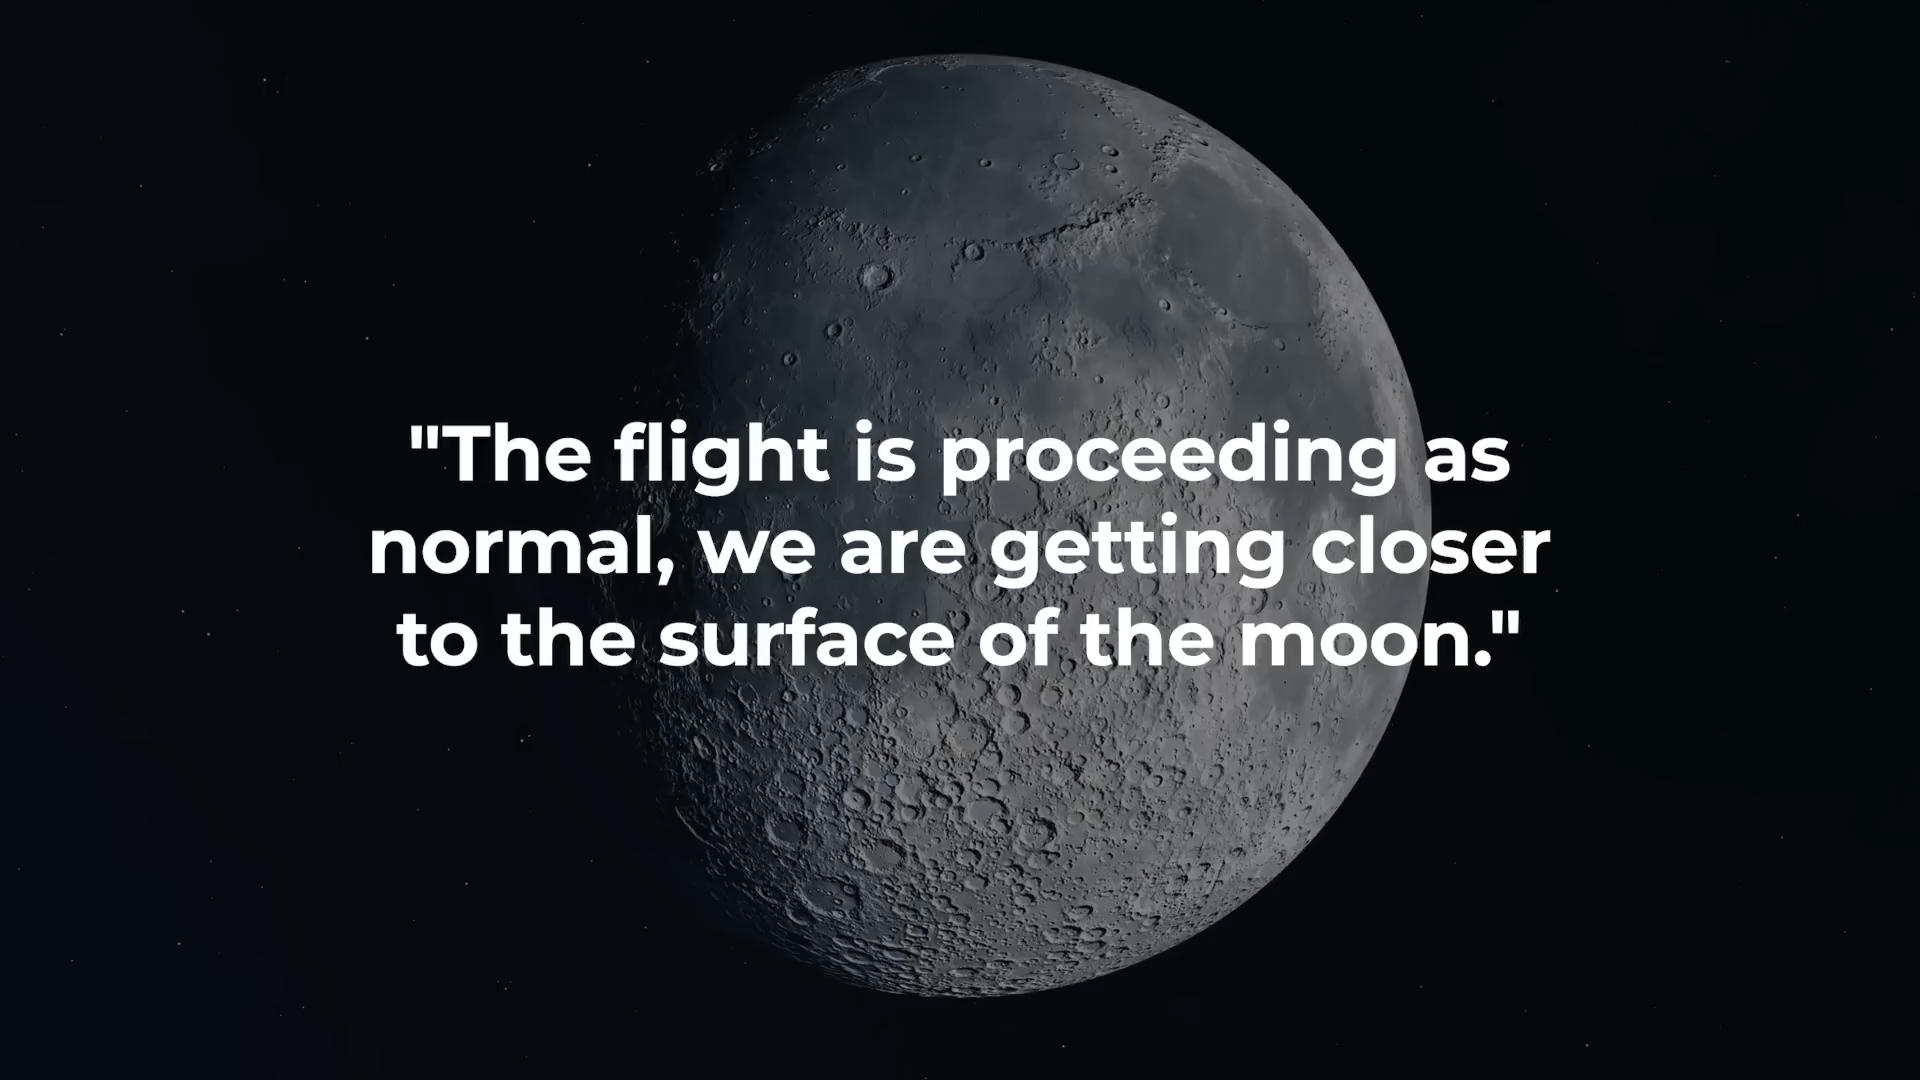 "The flight is proceeding as
normal, we are getting closer
to the surface of the moon."